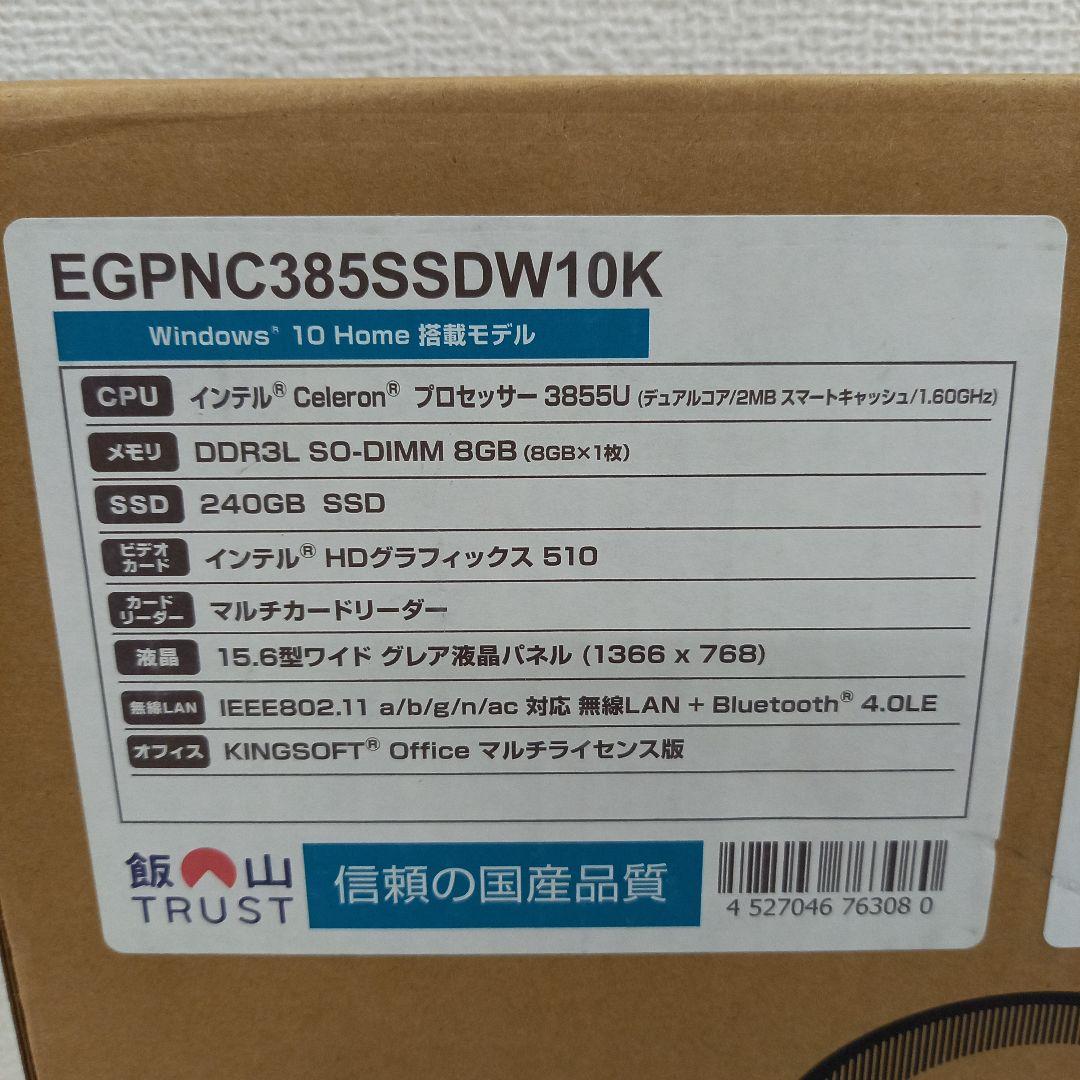 EGPNC385SSDW10K
Windows® 10 Home 搭載モデル
CPU インテル® Celeron® プロセッサー 3855U (デュアルコア/2MB スマートキャッシュ/1.60GHz)
メモリ DDR3L SO-DIMM 8GB (8GB×1枚)
SSD 240GB SSD
ビデオカード インテル® HDグラフィックス 510
カードリーダー マルチカードリーダー
液晶 15.6型ワイド グレア液晶パネル (1366 x 768)
無線LAN IEEE802.11 a/b/g/n/ac 対応 無線LAN + Bluetooth® 4.0LE
オフィス KINGSOFT® Office マルチライセンス版
飯山
TRUST
信頼の国産品質
4 527046 76308 0